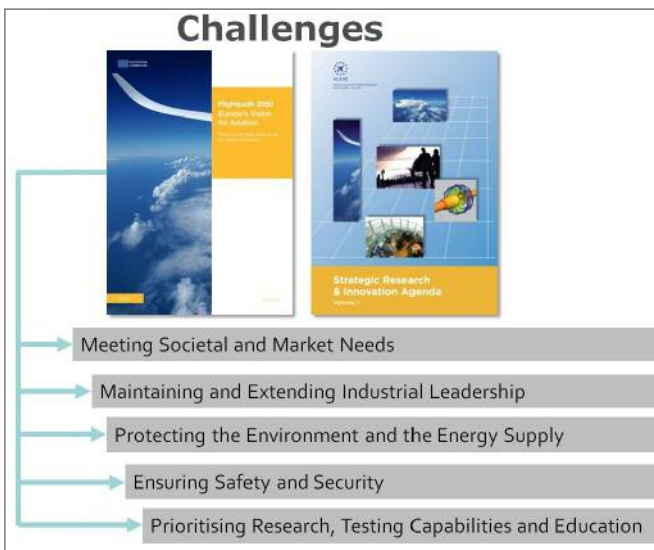 Challenges
Flightpath 2050
Europe's Vision
for Aviation
ACARE
Strategic Research
& Innovation Agenda
Volume 1
Meeting Societal and Market Needs
Maintaining and Extending Industrial Leadership
Protecting the Environment and the Energy Supply
Ensuring Safety and Security
Prioritising Research, Testing Capabilities and Education